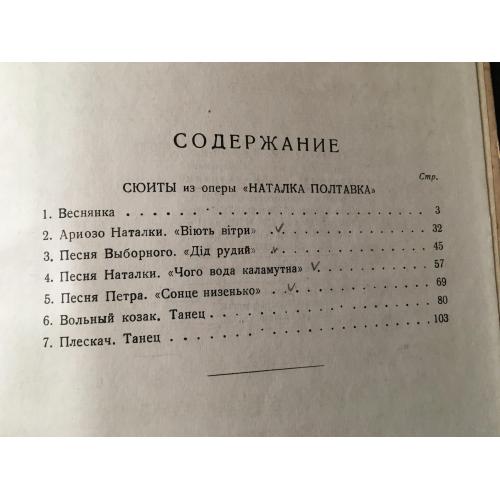 СОДЕРЖАНИЕ
Стр.
СЮИТЫ из оперы «НАТАЛКА ПОЛТАВКА»
1. Веснянка . . . . . . . . . . . . . . . . . . . . 3
2. Ариозо Наталки. «Віють вітри» . . . . . . . . . . 32
3. Песня Выборного. «Дід рудий» . . . . . . . . . . 45
4. Песня Наталки. «Чого вода каламутна» . . . . . . . 57
5. Песня Петра. «Сонце низенько» . . . . . . . . . . 69
6. Вольный козак. Танец . . . . . . . . . . . . . . 80
7. Плескач. Танец . . . . . . . . . . . . . . . . . 103